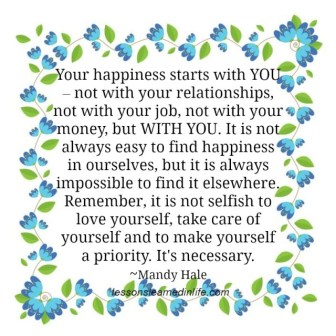 Your happiness starts with YOU
– not with your relationships,
not with your job, not with your
money, but WITH YOU. It is not
always easy to find happiness
in ourselves, but it is always
impossible to find it elsewhere.
Remember, it is not selfish to
love yourself, take care of
yourself and to make yourself
a priority. It's necessary.
~Mandy Hale
lessonslearnedinlife.com